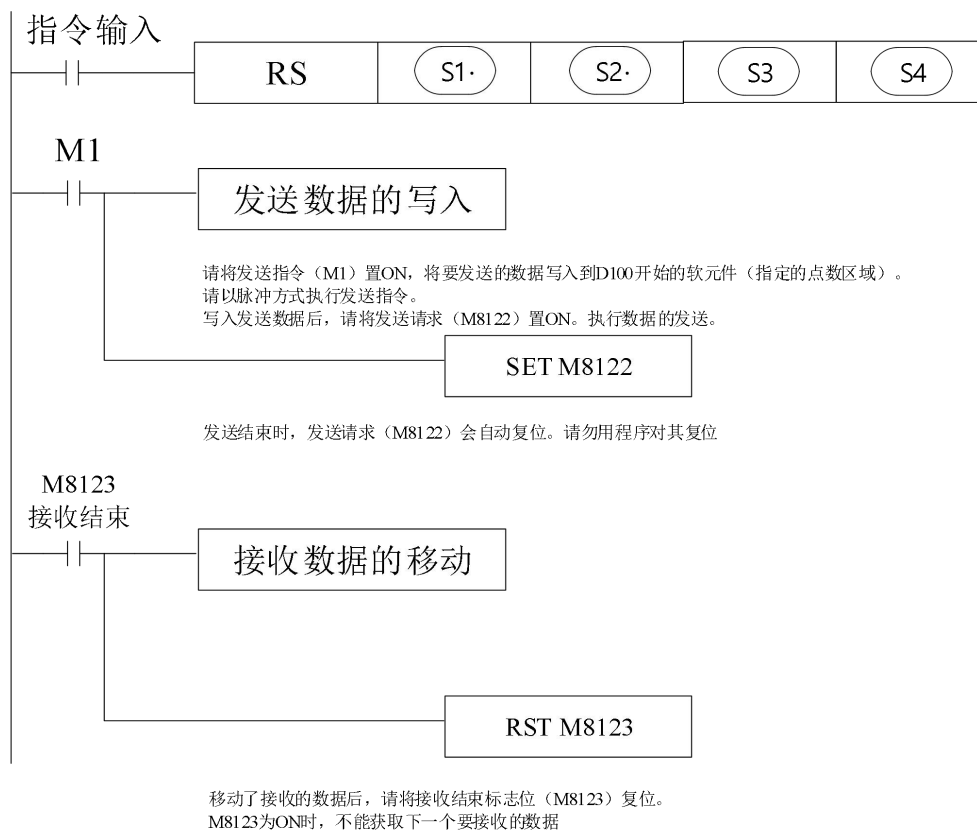 指令输入
RS S1· S2· S3 S4
M1
发送数据的写入
请将发送指令（M1）置ON，将要发送的数据写入到D100开始的软元件（指定的点数区域）。
请以脉冲方式执行发送指令。
写入发送数据后，请将发送请求（M8122）置ON。执行数据的发送。
SET M8122
发送结束时，发送请求（M8122）会自动复位。请勿用程序对其复位
M8123
接收结束
接收数据的移动
RST M8123
移动了接收的数据后，请将接收结束标志位（M8123）复位。
M8123为ON时，不能获取下一个要接收的数据